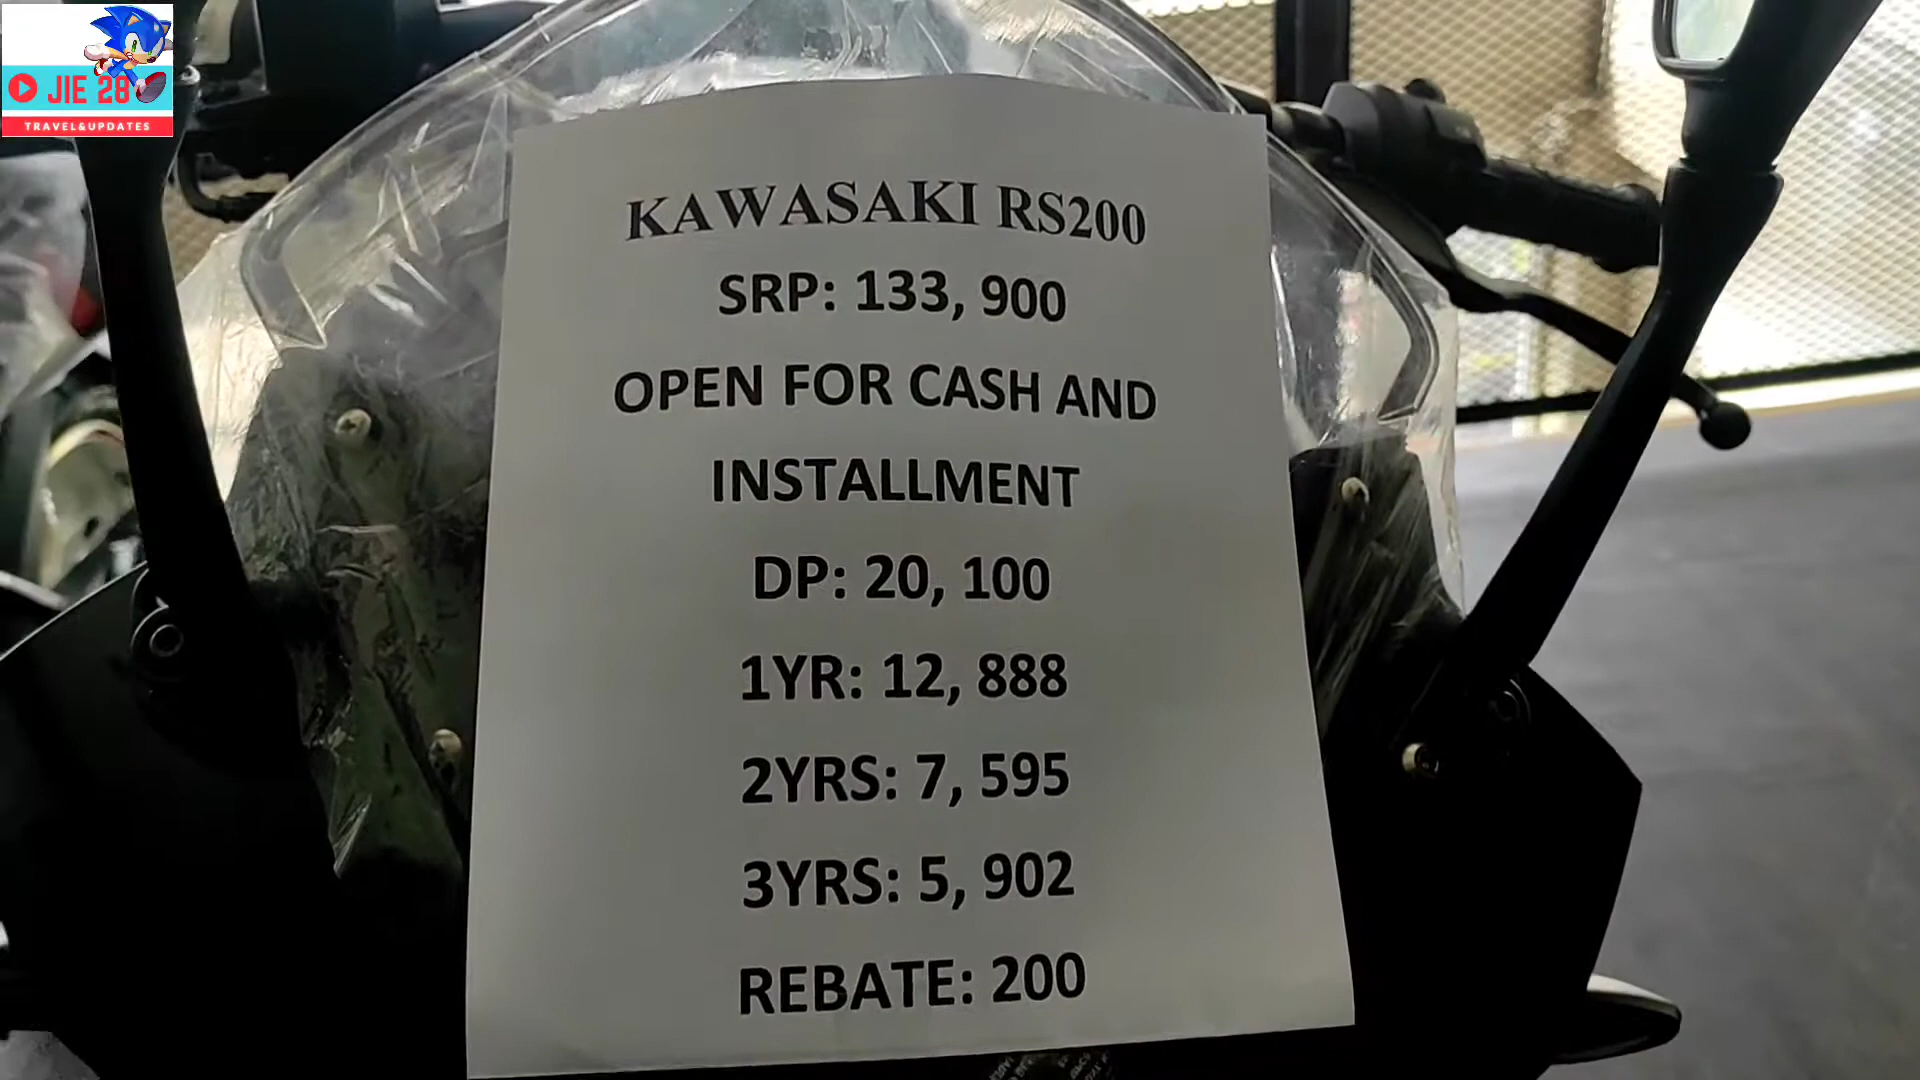 JIE 28
TRAVEL&UPDATES
KAWASAKI RS200
SRP: 133, 900
OPEN FOR CASH AND
INSTALLMENT
DP: 20, 100
1YR: 12, 888
2YRS: 7, 595
3YRS: 5, 902
REBATE: 200